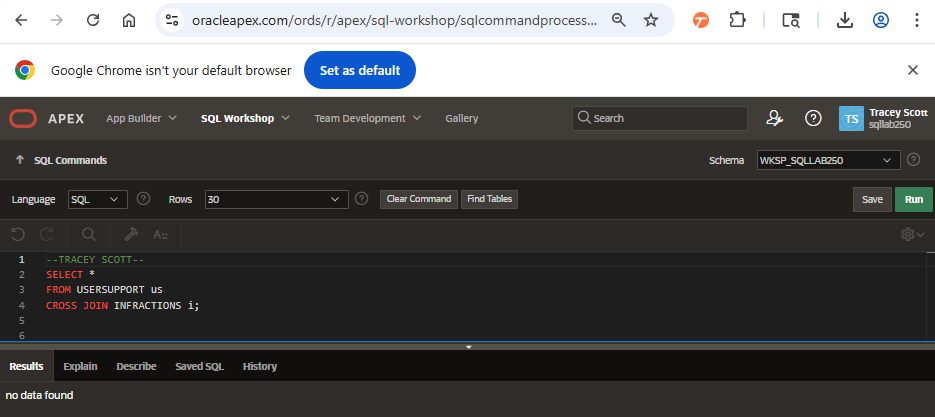 oracleapex.com/ords/r/apex/sql-workshop/sqlcommandprocess...
Google Chrome isn't your default browser Set as default
APEX App Builder SQL Workshop Team Development Gallery Search TS Tracey Scott
sqllab250
SQL Commands Schema WKSP_SQLLAB250
Language SQL Rows 30 Clear Command Find Tables Save Run
A::
1 --TRACEY SCOTT--
2 SELECT *
3 FROM USERSUPPORT us
4 CROSS JOIN INFRACTIONS i;
5
6
Results Explain Describe Saved SQL History
no data found